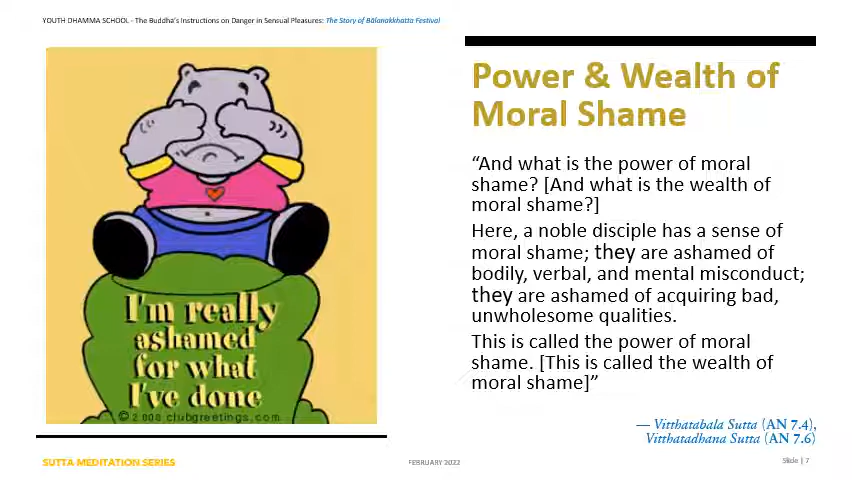 YOUTH DHAMMA SCHOOL - The Buddha's Instructions on Danger in Sensual Pleasures: The Story of Bālanakkhatta Festival
I'm really
ashamed
for what
I've done
© 2008 clubgreetings.com
Power & Wealth of
Moral Shame
“And what is the power of moral
shame? [And what is the wealth of
moral shame?]
Here, a noble disciple has a sense of
moral shame; they are ashamed of
bodily, verbal, and mental misconduct;
they are ashamed of acquiring bad,
unwholesome qualities.
This is called the power of moral
shame. [This is called the wealth of
moral shame]”
— Vitthatabala Sutta (AN 7.4),
Vitthatadhana Sutta (AN 7.6)
SUTTA MEDITATION SERIES
FEBRUARY 2022
Slide | 7